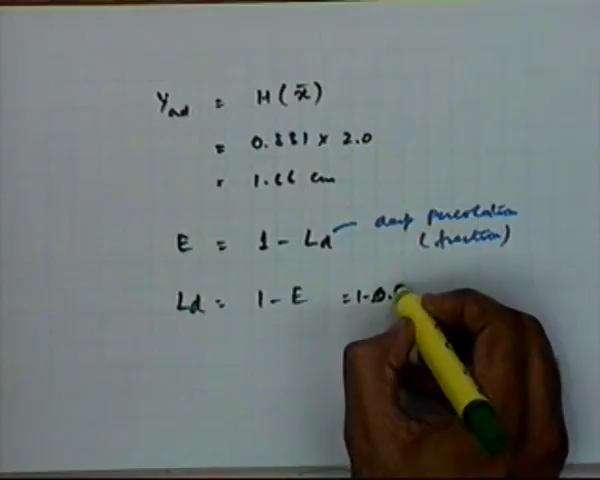 Yad = H(x̄)
= 0.831 x 2.0
= 1.66 cm
E = 1 - Ld deep percolation
(fraction)
Ld = 1 - E = 1-0.